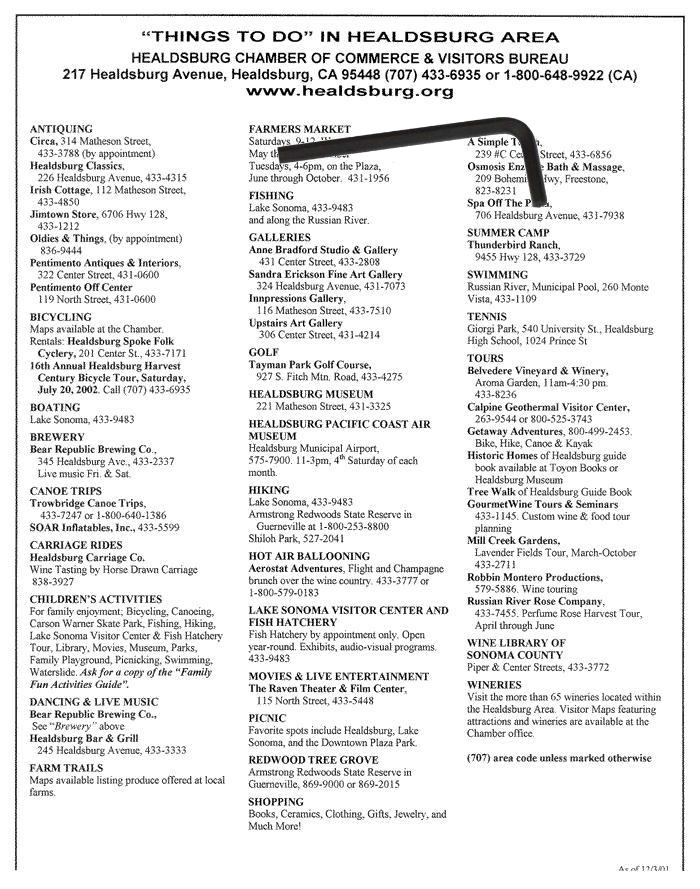 “THINGS TO DO” IN HEALDSBURG AREA
HEALDSBURG CHAMBER OF COMMERCE & VISITORS BUREAU
217 Healdsburg Avenue, Healdsburg, CA 95448 (707) 433-6935 or 1-800-648-9922 (CA)
www.healdsburg.org
ANTIQUING
Circa, 314 Matheson Street,
433-3788 (by appointment)
Healdsburg Classics,
226 Healdsburg Avenue, 433-4315
Irish Cottage, 112 Matheson Street,
433-4850
Jimtown Store, 6706 Hwy 128,
433-1212
Oldies & Things, (by appointment)
836-9444
Pentimento Antiques & Interiors,
322 Center Street, 431-0600
Pentimento Off Center
119 North Street, 431-0600
BICYCLING
Maps available at the Chamber.
Rentals: Healdsburg Spoke Folk
Cyclery, 201 Center St., 433-7171
16th Annual Healdsburg Harvest
Century Bicycle Tour, Saturday,
July 20, 2002. Call (707) 433-6935
BOATING
Lake Sonoma, 433-9483
BREWERY
Bear Republic Brewing Co.,
345 Healdsburg Ave., 433-2337
Live music Fri. & Sat.
CANOE TRIPS
Trowbridge Canoe Trips,
433-7247 or 1-800-640-1386
SOAR Inflatables, Inc., 433-5599
CARRIAGE RIDES
Healdsburg Carriage Co.
Wine Tasting by Horse Drawn Carriage
838-3927
CHILDREN'S ACTIVITIES
For family enjoyment; Bicycling, Canoeing,
Carson Warner Skate Park, Fishing, Hiking,
Lake Sonoma Visitor Center & Fish Hatchery
Tour, Library, Movies, Museum, Parks,
Family Playground, Picnicking, Swimming,
Waterslide. Ask for a copy of the “Family
Fun Activities Guide”.
DANCING & LIVE MUSIC
Bear Republic Brewing Co.,
See “Brewery” above
Healdsburg Bar & Grill
245 Healdsburg Avenue, 433-3333
FARM TRAILS
Maps available listing produce offered at local
farms.
FARMERS MARKET
Saturdays, 9-12,
May
Tuesdays, 4-6pm, on the Plaza,
June through October. 431-1956
FISHING
Lake Sonoma, 433-9483
and along the Russian River.
GALLERIES
Anne Bradford Studio & Gallery
431 Center Street, 433-2808
Sandra Erickson Fine Art Gallery
324 Healdsburg Avenue, 431-7073
Innpressions Gallery,
116 Matheson Street, 433-7510
Upstairs Art Gallery
306 Center Street, 431-4214
GOLF
Tayman Park Golf Course,
927 S. Fitch Mtn. Road, 433-4275
HEALDSBURG MUSEUM
221 Matheson Street, 431-3325
HEALDSBURG PACIFIC COAST AIR
MUSEUM
Healdsburg Municipal Airport,
575-7900. 11-3pm, 4th Saturday of each
month.
HIKING
Lake Sonoma, 433-9483
Armstrong Redwoods State Reserve in
Guerneville at 1-800-253-8800
Shiloh Park, 527-2041
HOT AIR BALLOONING
Aerostat Adventures, Flight and Champagne
brunch over the wine country. 433-3777 or
1-800-579-0183
LAKE SONOMA VISITOR CENTER AND
FISH HATCHERY
Fish Hatchery by appointment only. Open
year-round. Exhibits, audio-visual programs.
433-9483
MOVIES & LIVE ENTERTAINMENT
The Raven Theater & Film Center,
115 North Street, 433-5448
PICNIC
Favorite spots include Healdsburg, Lake
Sonoma, and the Downtown Plaza Park.
REDWOOD TREE GROVE
Armstrong Redwoods State Reserve in
Guerneville, 869-9000 or 869-2015
SHOPPING
Books, Ceramics, Clothing, Gifts, Jewelry, and
Much More!
A Simple
239 #C Street, 433-6856
Osmosis Bath & Massage,
209 Hwy, Freestone,
823-8231
Spa Off The
706 Healdsburg Avenue, 431-7938
SUMMER CAMP
Thunderbird Ranch,
9455 Hwy 128, 433-3729
SWIMMING
Russian River, Municipal Pool, 260 Monte
Vista, 433-1109
TENNIS
Giorgi Park, 540 University St., Healdsburg
High School, 1024 Prince St
TOURS
Belvedere Vineyard & Winery,
Aroma Garden, 11am-4:30 pm.
433-8236
Calpine Geothermal Visitor Center,
263-9544 or 800-525-3743
Getaway Adventures, 800-499-2453.
Bike, Hike, Canoe & Kayak
Historic Homes of Healdsburg guide
book available at Toyon Books or
Healdsburg Museum
Tree Walk of Healdsburg Guide Book
GourmetWine Tours & Seminars
433-1145. Custom wine & food tour
planning
Mill Creek Gardens,
Lavender Fields Tour, March-October
433-2711
Robbin Montero Productions,
579-5886. Wine touring
Russian River Rose Company,
433-7455. Perfume Rose Harvest Tour,
April through June
WINE LIBRARY OF
SONOMA COUNTY
Piper & Center Streets, 433-3772
WINERIES
Visit the more than 65 wineries located within
the Healdsburg Area. Visitor Maps featuring
attractions and wineries are available at the
Chamber office.
(707) area code unless marked otherwise
As of 12/3/01